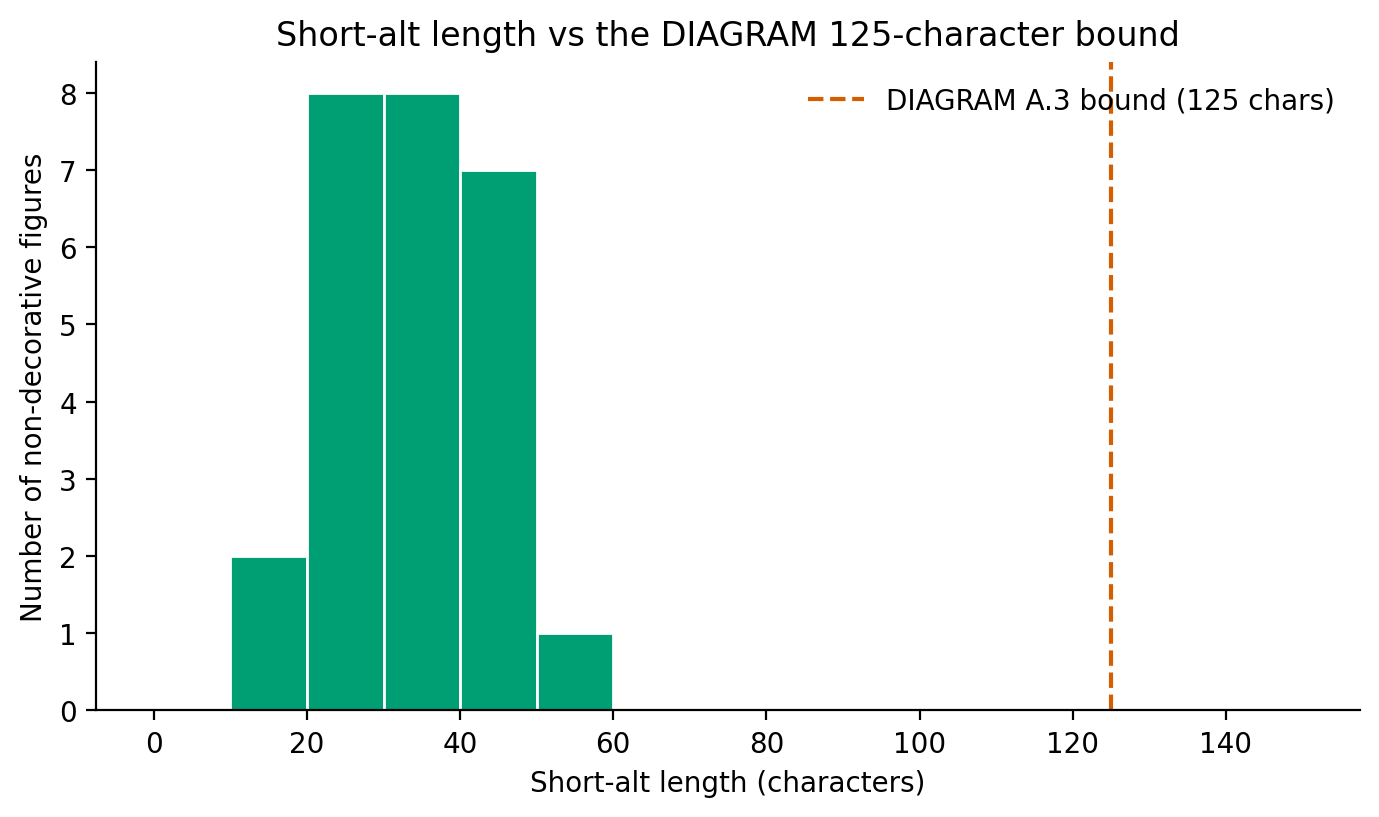 Short-alt length vs the DIAGRAM 125-character bound
DIAGRAM A.3 bound (125 chars)
Number of non-decorative figures
8
7
6
5
4
3
2
1
0
0 20 40 60 80 100 120 140
Short-alt length (characters)